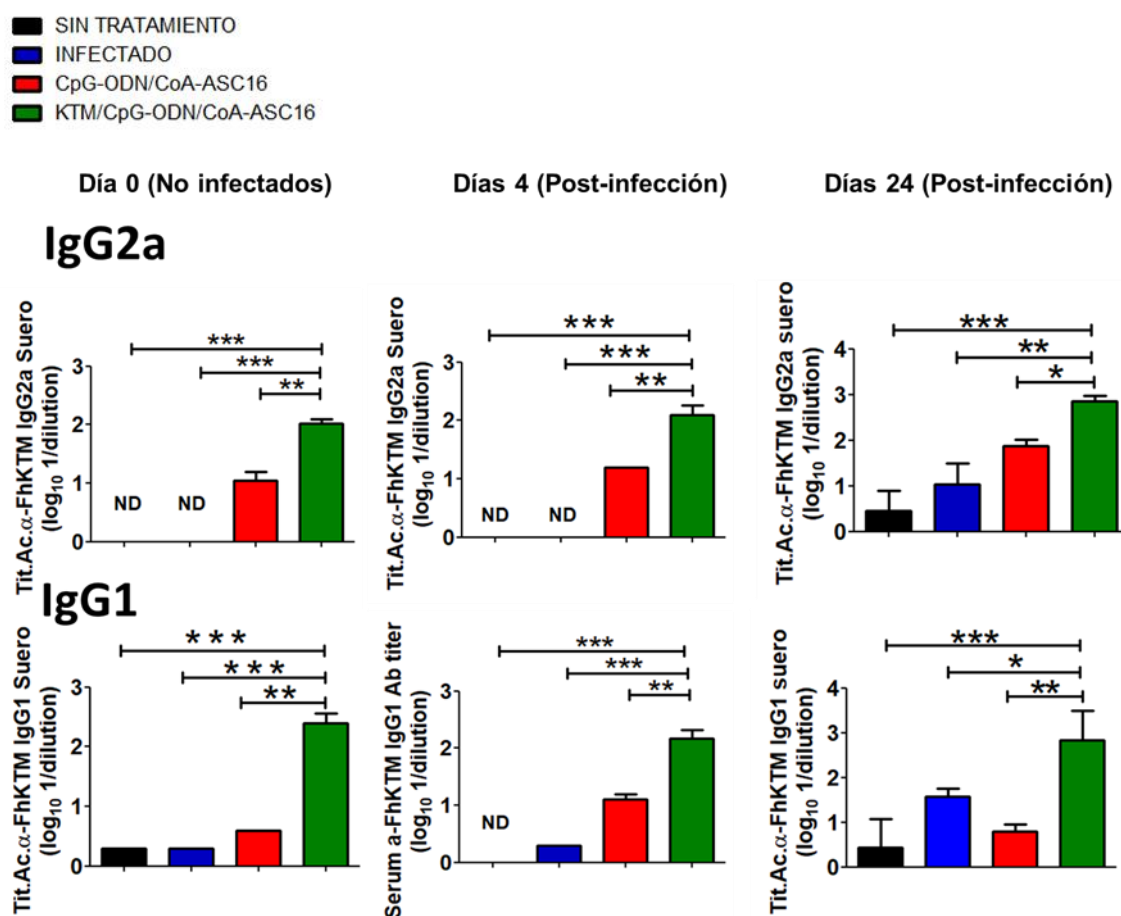 SIN TRATAMIENTO
INFECTADO
CpG-ODN/CoA-ASC16
KTM/CpG-ODN/CoA-ASC16
Día 0 (No infectados)
Días 4 (Post-infección)
Días 24 (Post-infección)
IgG2a
Tit.Ac.α-FhKTM IgG2a Suero
(log10 1/dilution)
3
2
1
0
ND
ND
***
***
**
Tit.Ac.α-FhKTM IgG2a Suero
(log10 1/dilution)
3
2
1
0
ND
ND
***
***
**
Tit.Ac.α-FhKTM IgG2a suero
(log10 1/dilution)
4
3
2
1
0
***
**
*
IgG1
Tit.Ac.α-FhKTM IgG1 Suero
(log10 1/dilution)
3
2
1
0
* * *
* * *
**
Serum a-FhKTM IgG1 Ab titer
(log10 1/dilution)
3
2
1
0
ND
***
***
**
Tit.Ac.α-FhKTM IgG1 suero
(log10 1/dilution)
4
3
2
1
0
***
*
**